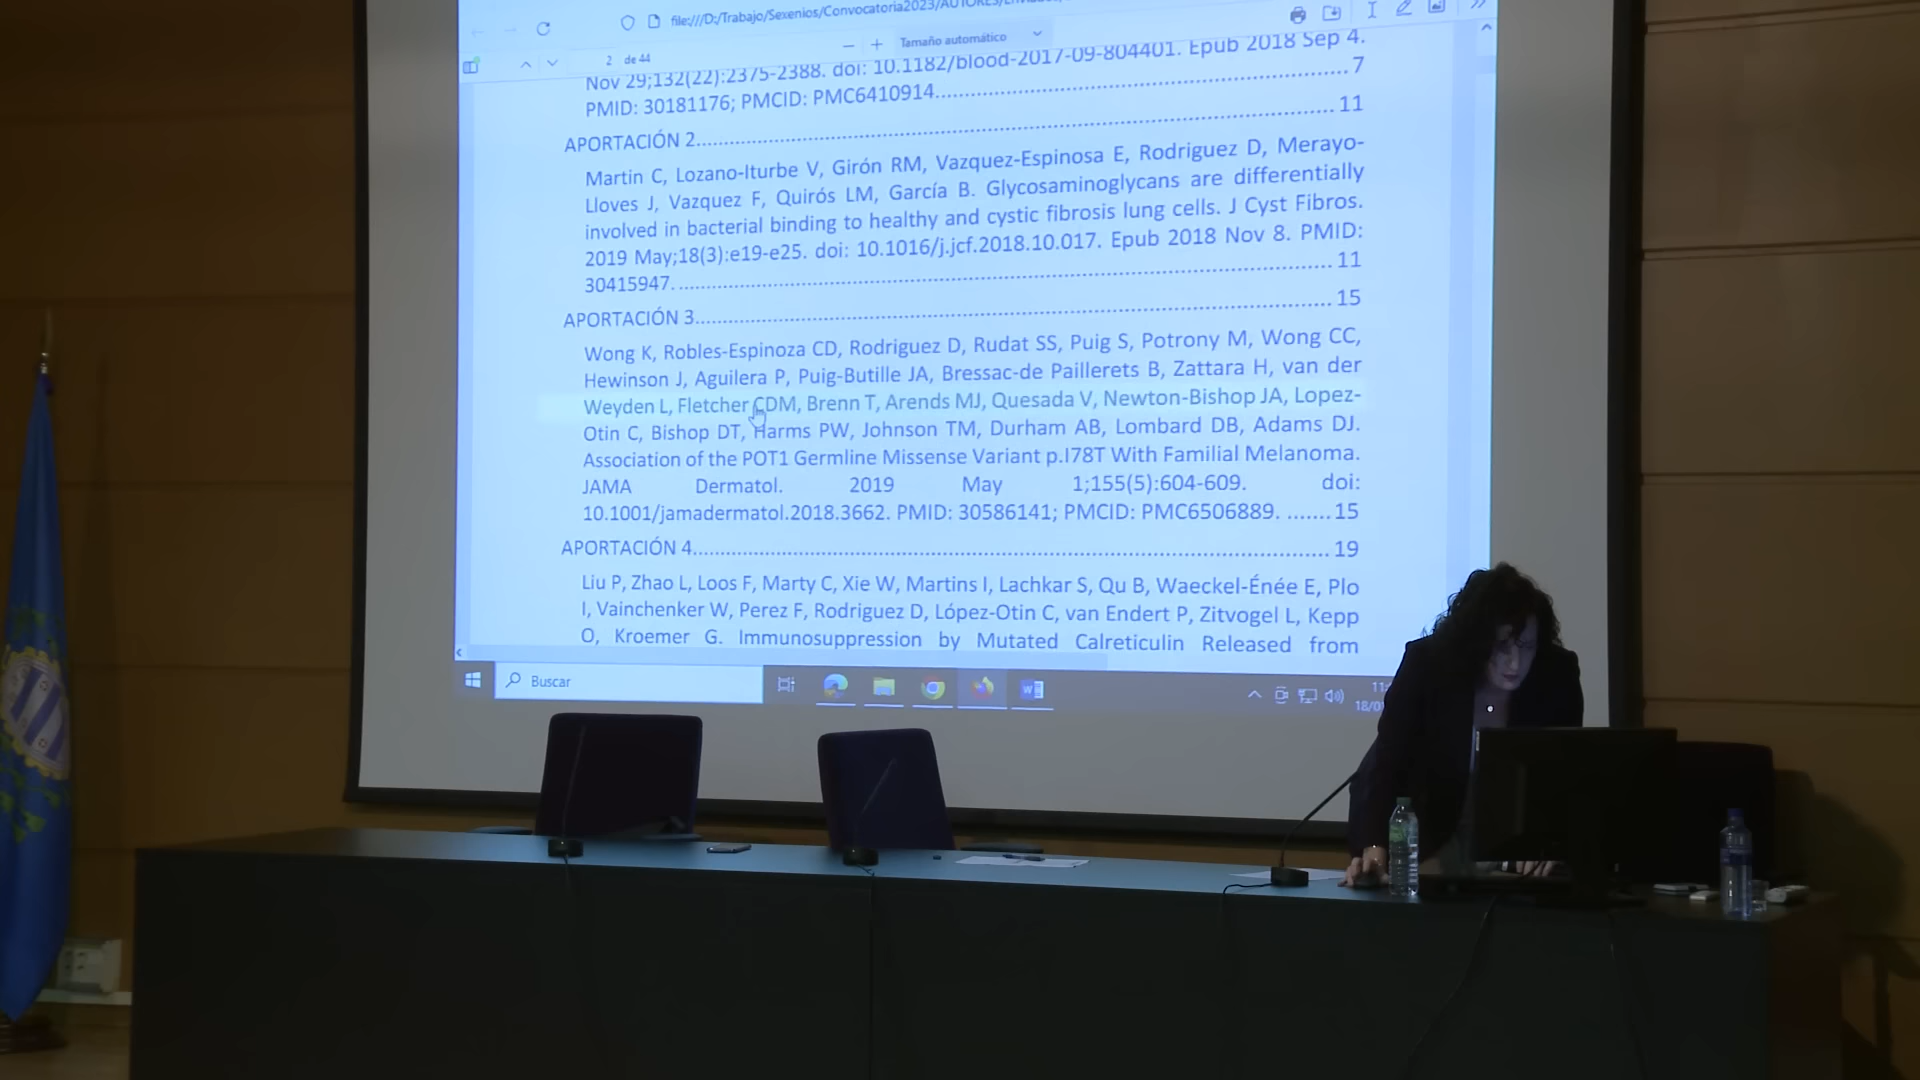 file:///D:/Trabajo/Sexenios/Convocatoria2023/AUTORES/
2 de 44
Tamaño automático
Nov 29;132(22):2375-2388. doi: 10.1182/blood-2017-09-804401. Epub 2018 Sep 4.
PMID: 30181176; PMCID: PMC6410914.......7
APORTACIÓN 2.......11
Martin C, Lozano-Iturbe V, Girón RM, Vazquez-Espinosa E, Rodriguez D, Merayo-
Lloves J, Vazquez F, Quirós LM, García B. Glycosaminoglycans are differentially
involved in bacterial binding to healthy and cystic fibrosis lung cells. J Cyst Fibros.
2019 May;18(3):e19-e25. doi: 10.1016/j.jcf.2018.10.017. Epub 2018 Nov 8. PMID:
30415947. .......11
APORTACIÓN 3.......15
Wong K, Robles-Espinoza CD, Rodriguez D, Rudat SS, Puig S, Potrony M, Wong CC,
Hewinson J, Aguilera P, Puig-Butille JA, Bressac-de Paillerets B, Zattara H, van der
Weyden L, Fletcher CDM, Brenn T, Arends MJ, Quesada V, Newton-Bishop JA, Lopez-
Otin C, Bishop DT, Harms PW, Johnson TM, Durham AB, Lombard DB, Adams DJ.
Association of the POT1 Germline Missense Variant p.I78T With Familial Melanoma.
JAMA Dermatol. 2019 May 1;155(5):604-609. doi:
10.1001/jamadermatol.2018.3662. PMID: 30586141; PMCID: PMC6506889. .......15
APORTACIÓN 4.......19
Liu P, Zhao L, Loos F, Marty C, Xie W, Martins I, Lachkar S, Qu B, Waeckel-Énée E, Plo
I, Vainchenker W, Perez F, Rodriguez D, López-Otin C, van Endert P, Zitvogel L, Kepp
O, Kroemer G. Immunosuppression by Mutated Calreticulin Released from
Buscar